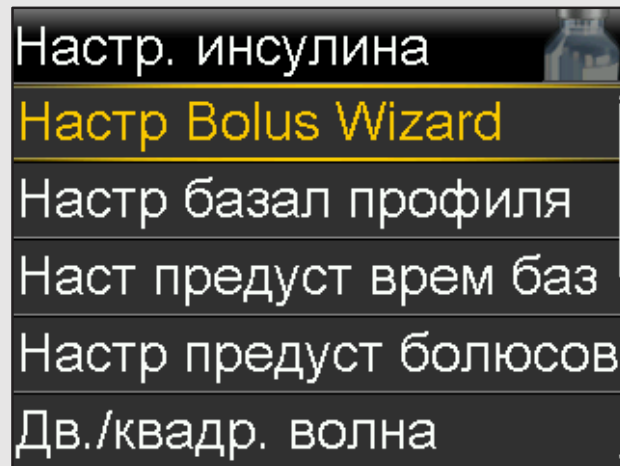 Настр. инсулина
Настр Bolus Wizard
Настр базал профиля
Наст предуст врем баз
Настр предуст болюсов
Дв./квадр. волна